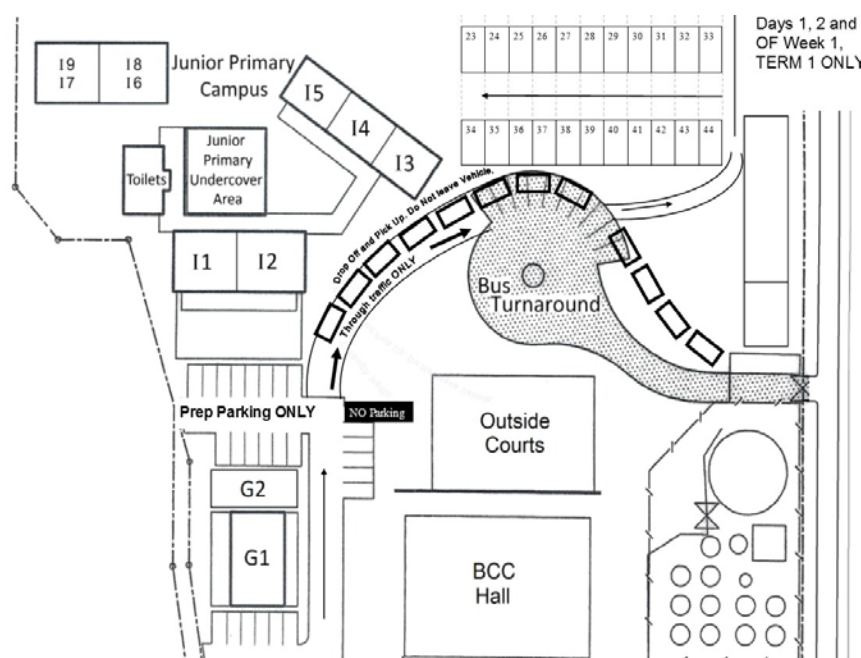 23 24 25 26 27 28 29 30 31 32 33
Days 1, 2 and
OF Week 1,
TERM 1 ONLY
I9 I8
I7 I6
Junior Primary
Campus
I5
I4
I3
34 35 36 37 38 39 40 41 42 43 44
Toilets
Junior
Primary
Undercover
Area
Drop Off and Pick Up. Do Not leave Vehicle.
Through traffic ONLY
I1 I2
Bus
Turnaround
Prep Parking ONLY
NO Parking
Outside
Courts
G2
G1
BCC
Hall